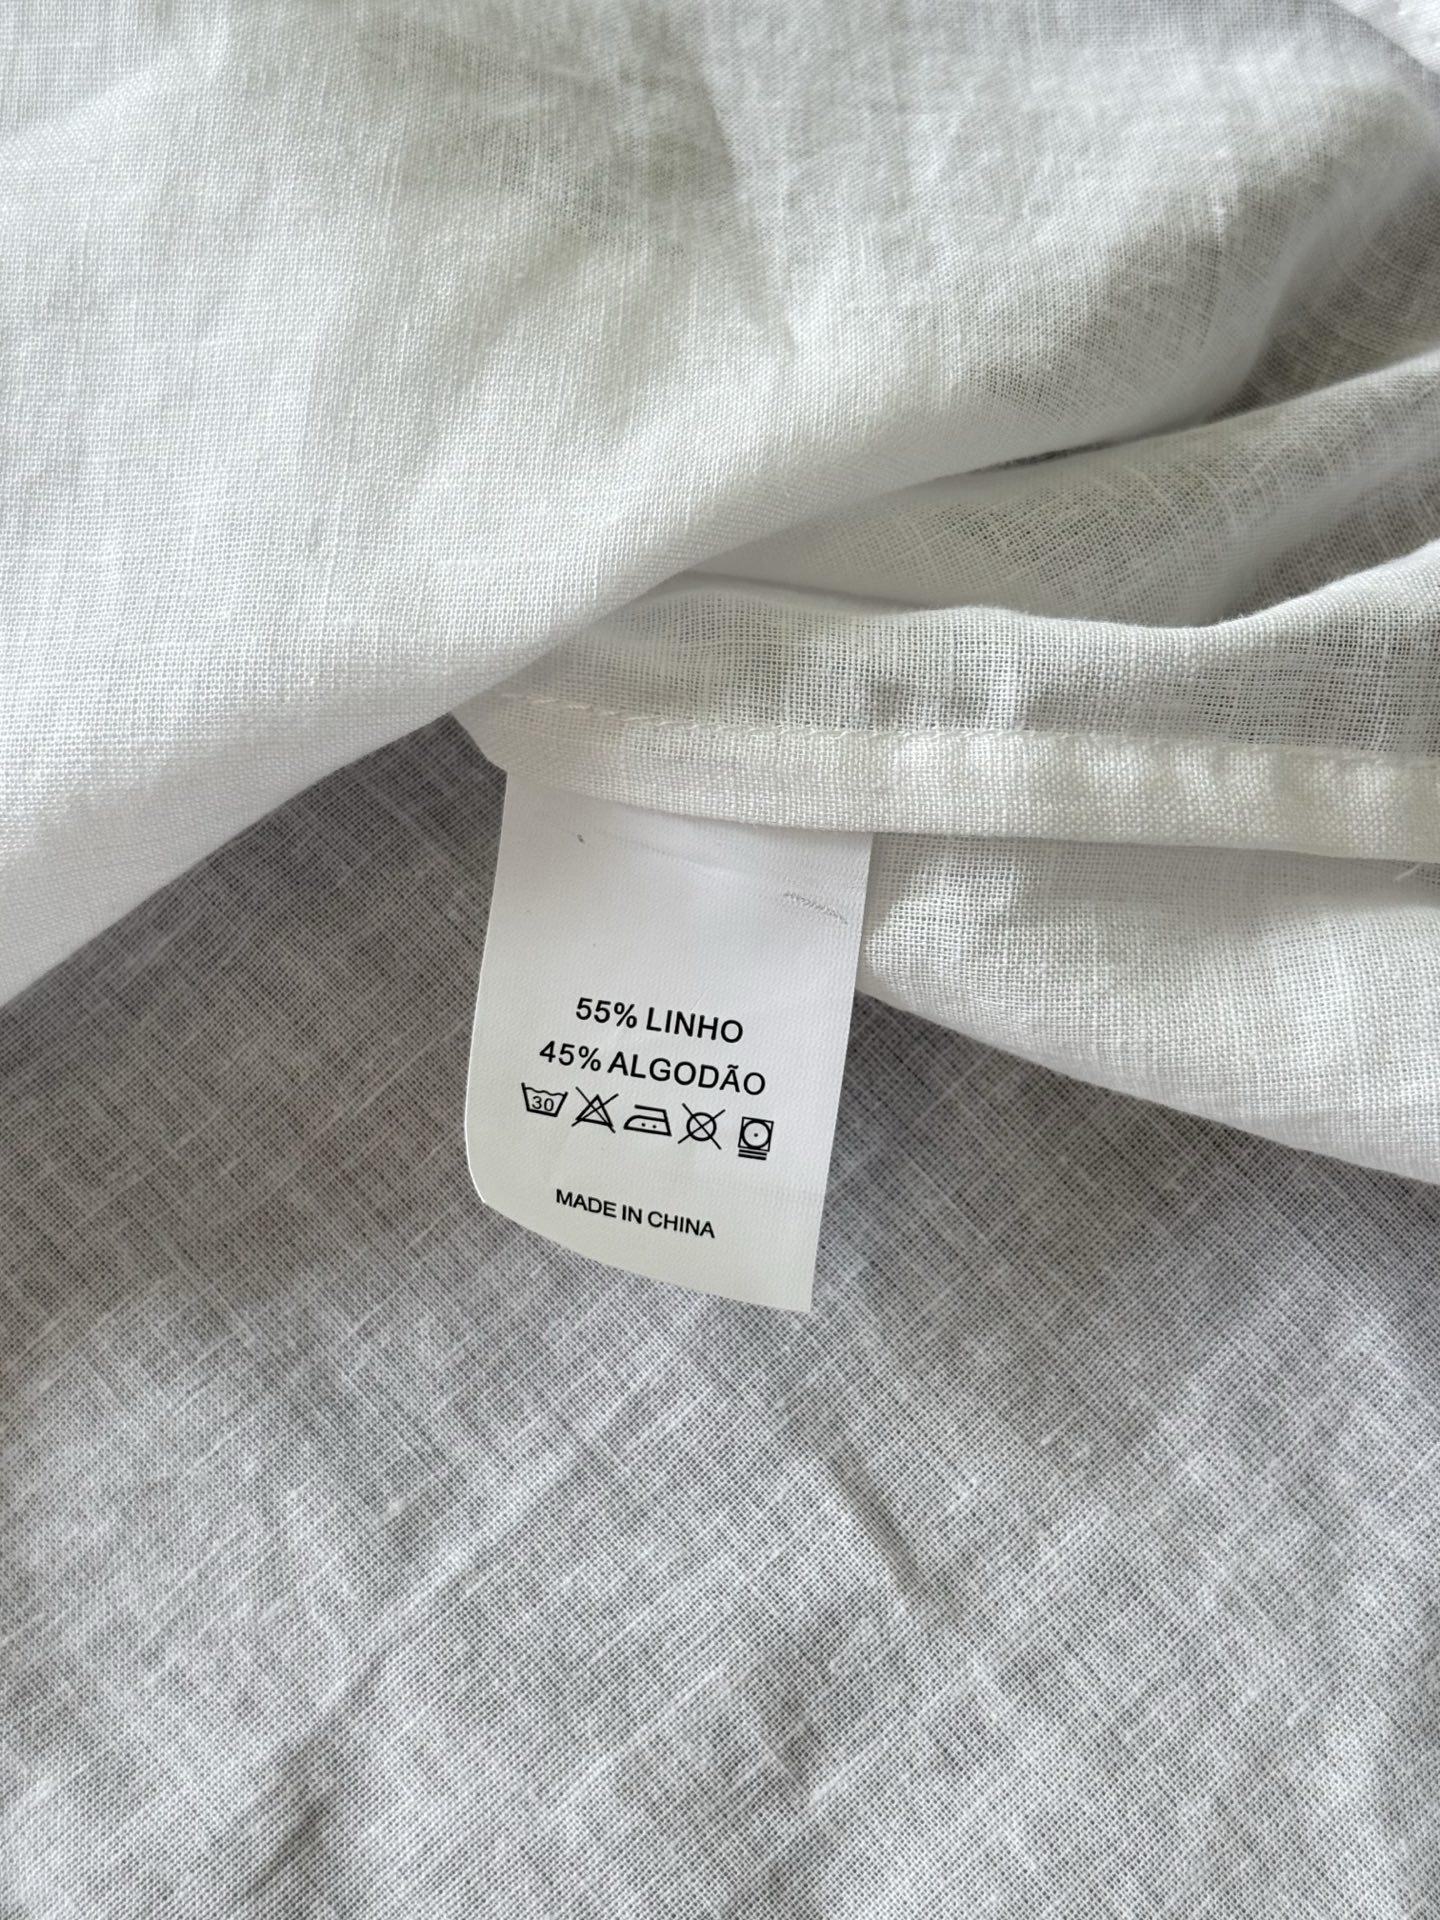 55% LINHO
45% ALGODÃO
30
MADE IN CHINA